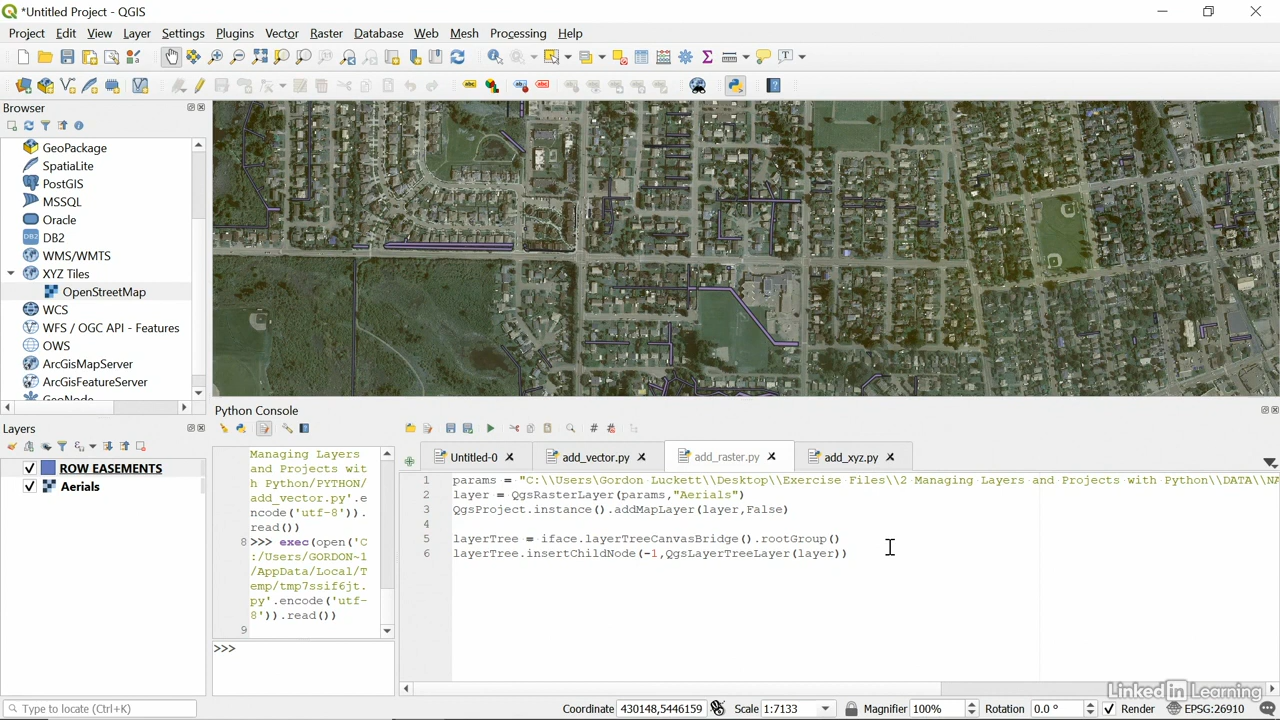 *Untitled Project - QGIS
Project Edit View Layer Settings Plugins Vector Raster Database Web Mesh Processing Help
Browser
GeoPackage
SpatiaLite
PostGIS
MSSQL
Oracle
DB2 DB2
WMS/WMTS
XYZ Tiles
OpenStreetMap
WCS
WFS / OGC API - Features
OWS
ArcGisMapServer
ArcGisFeatureServer
GeoNode
Layers
ROW EASEMENTS
Aerials
Python Console
Managing Layers
and Projects wit
h Python/PYTHON/
add_vector.py'.e
ncode('utf-8')).
read())
8 >>> exec(open('C
:/Users/GORDON~1
/AppData/Local/T
emp/tmp7ssif6jt.
py'.encode('utf-
8')).read())
9
>>>
Untitled-0 add_vector.py add_raster.py add_xyz.py
1 params = "C:\\Users\Gordon Luckett\\Desktop\\Exercise Files\\2 Managing Layers and Projects with Python\\DATA\\NA
2 layer = QgsRasterLayer(params,"Aerials")
3 QgsProject.instance().addMapLayer(layer,False)
4
5 layerTree = iface.layerTreeCanvasBridge().rootGroup()
6 layerTree.insertChildNode(-1,QgsLayerTreeLayer(layer))
LinkedIn Learning
Type to locate (Ctrl+K) Coordinate 430148,5446159 Scale 1:7133 Magnifier 100% Rotation 0.0 ° Render EPSG:26910